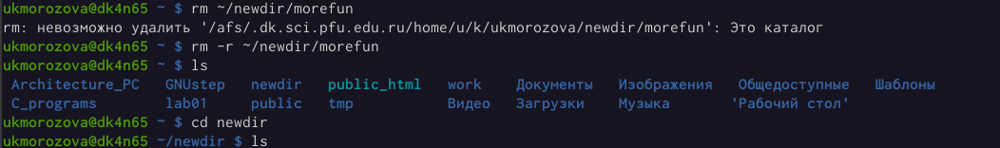 ukmorozova@dk4n65 ~ $ rm ~/newdir/morefun
rm: невозможно удалить '/afs/.dk.sci.pfu.edu.ru/home/u/k/ukmorozova/newdir/morefun': Это каталог
ukmorozova@dk4n65 ~ $ rm -r ~/newdir/morefun
ukmorozova@dk4n65 ~ $ ls
Architecture_PC GNUstep newdir public_html work Документы Изображения Общедоступные Шаблоны
C_programs lab01 public tmp Видео Загрузки Музыка 'Рабочий стол'
ukmorozova@dk4n65 ~ $ cd newdir
ukmorozova@dk4n65 ~/newdir $ ls